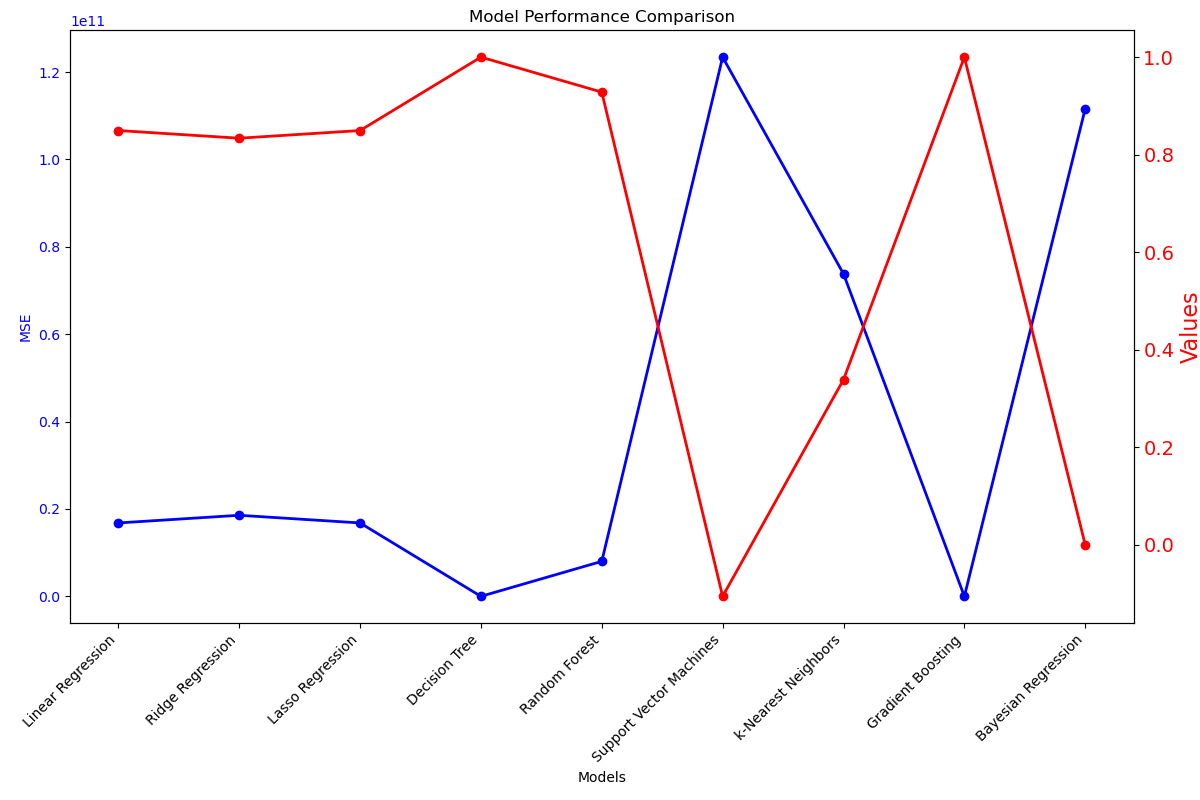 Model Performance Comparison
1e11
1.2
1.0
0.8
0.6
0.4
0.2
0.0
MSE
1.0
0.8
0.6
0.4
0.2
0.0
Values
Linear Regression
Ridge Regression
Lasso Regression
Decision Tree
Random Forest
Support Vector Machines
k-Nearest Neighbors
Gradient Boosting
Bayesian Regression
Models